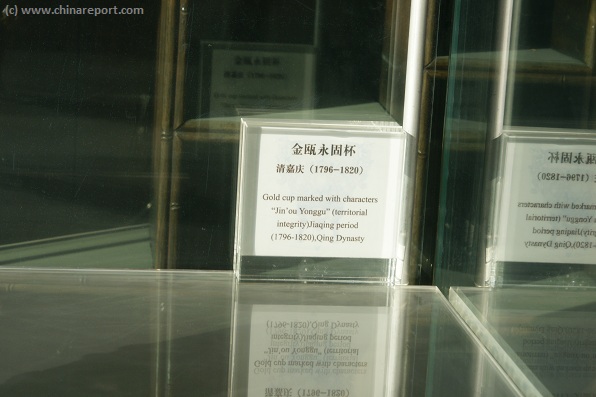 (c) www.chinareport.com
金瓯永固杯
清嘉庆（1796-1820）
Gold cup marked with characters
"Jin'ou Yonggu" (territorial
integrity)Jiaqing period
(1796-1820),Qing Dynasty